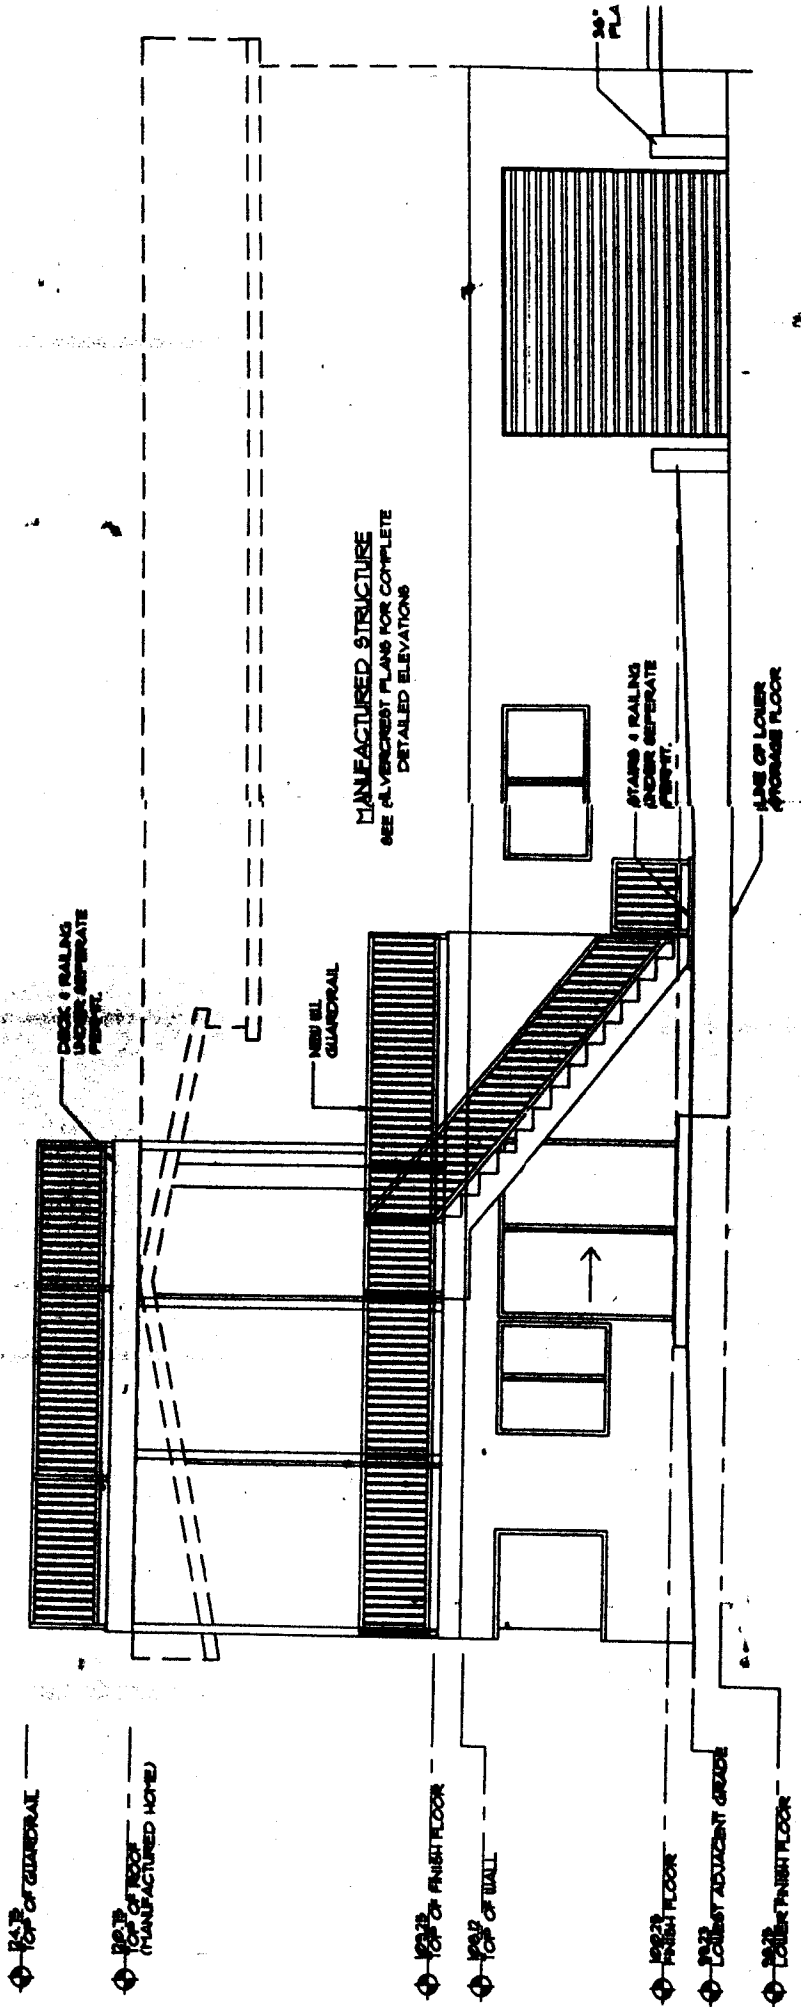 TOP OF GUARDRAIL
TOP OF ROOF
(MANUFACTURED HOME)
TOP OF FINISH FLOOR
TOP OF WALL
FINISH FLOOR
LOWEST ADJACENT GRADE
LOWER FINISH FLOOR
DECK & RAILING
UNDER SEPERATE
PERMIT.
GUARDRAIL
MANUFACTURED STRUCTURE
SEE SILVERCREST PLANS FOR COMPLETE
DETAILED ELEVATIONS
STAIRS & RAILING
UNDER SEPERATE
PERMIT.
LINE OF LOWER
STORAGE FLOOR
36"
PLA